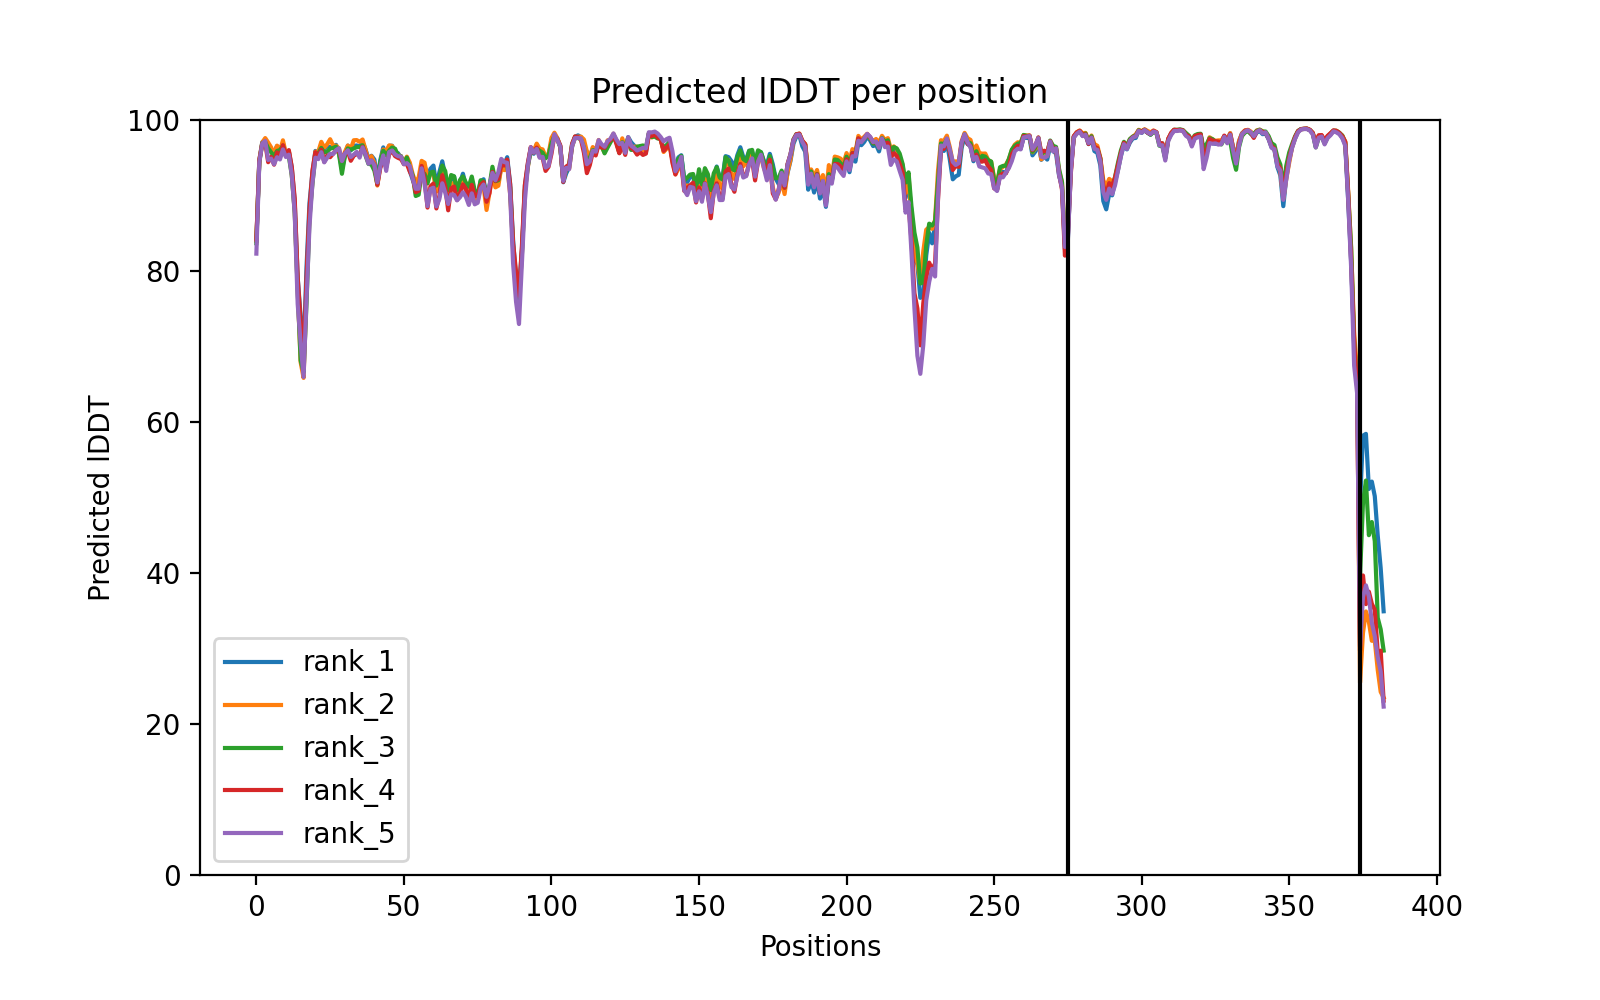 Predicted lDDT per position
100
80
60
40
20
0
Predicted lDDT
rank_1
rank_2
rank_3
rank_4
rank_5
0 50 100 150 200 250 300 350 400
Positions